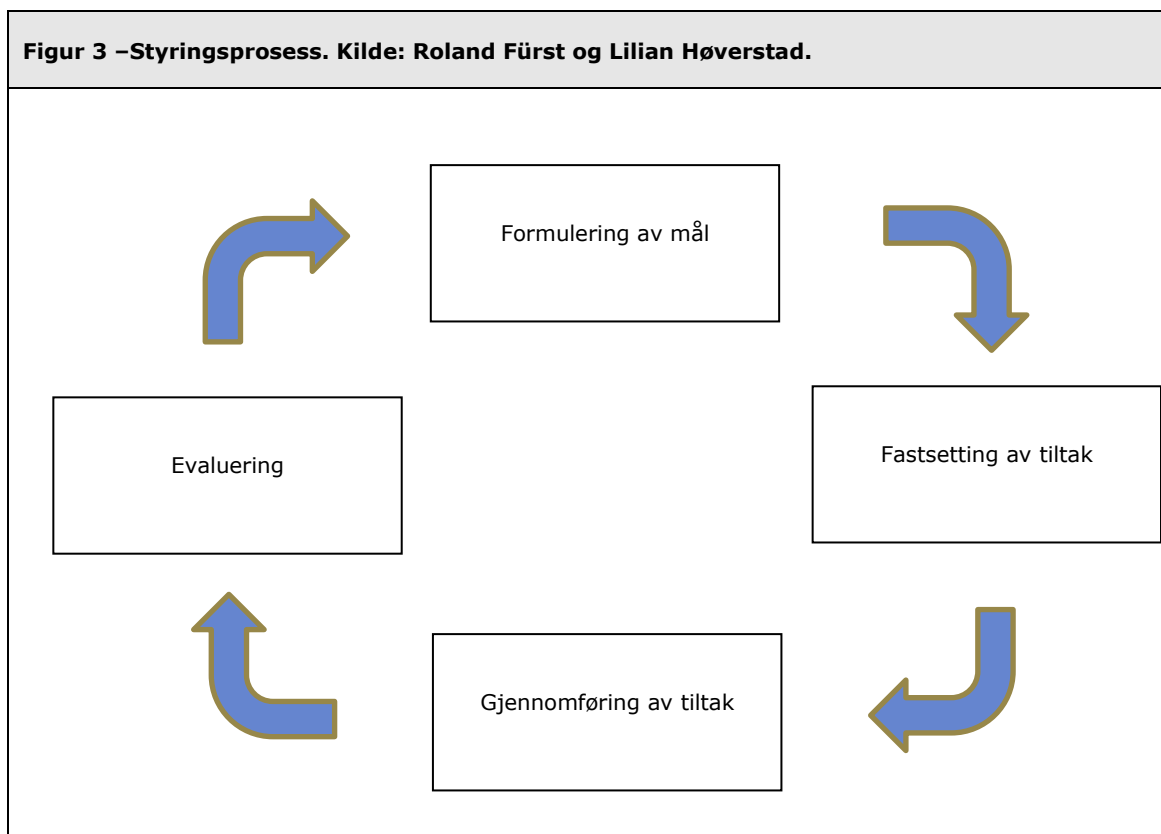 Figur 3 –Styringsprosess. Kilde: Roland Fürst og Lilian Høverstad.
Formulering av mål
Fastsetting av tiltak
Gjennomføring av tiltak
Evaluering